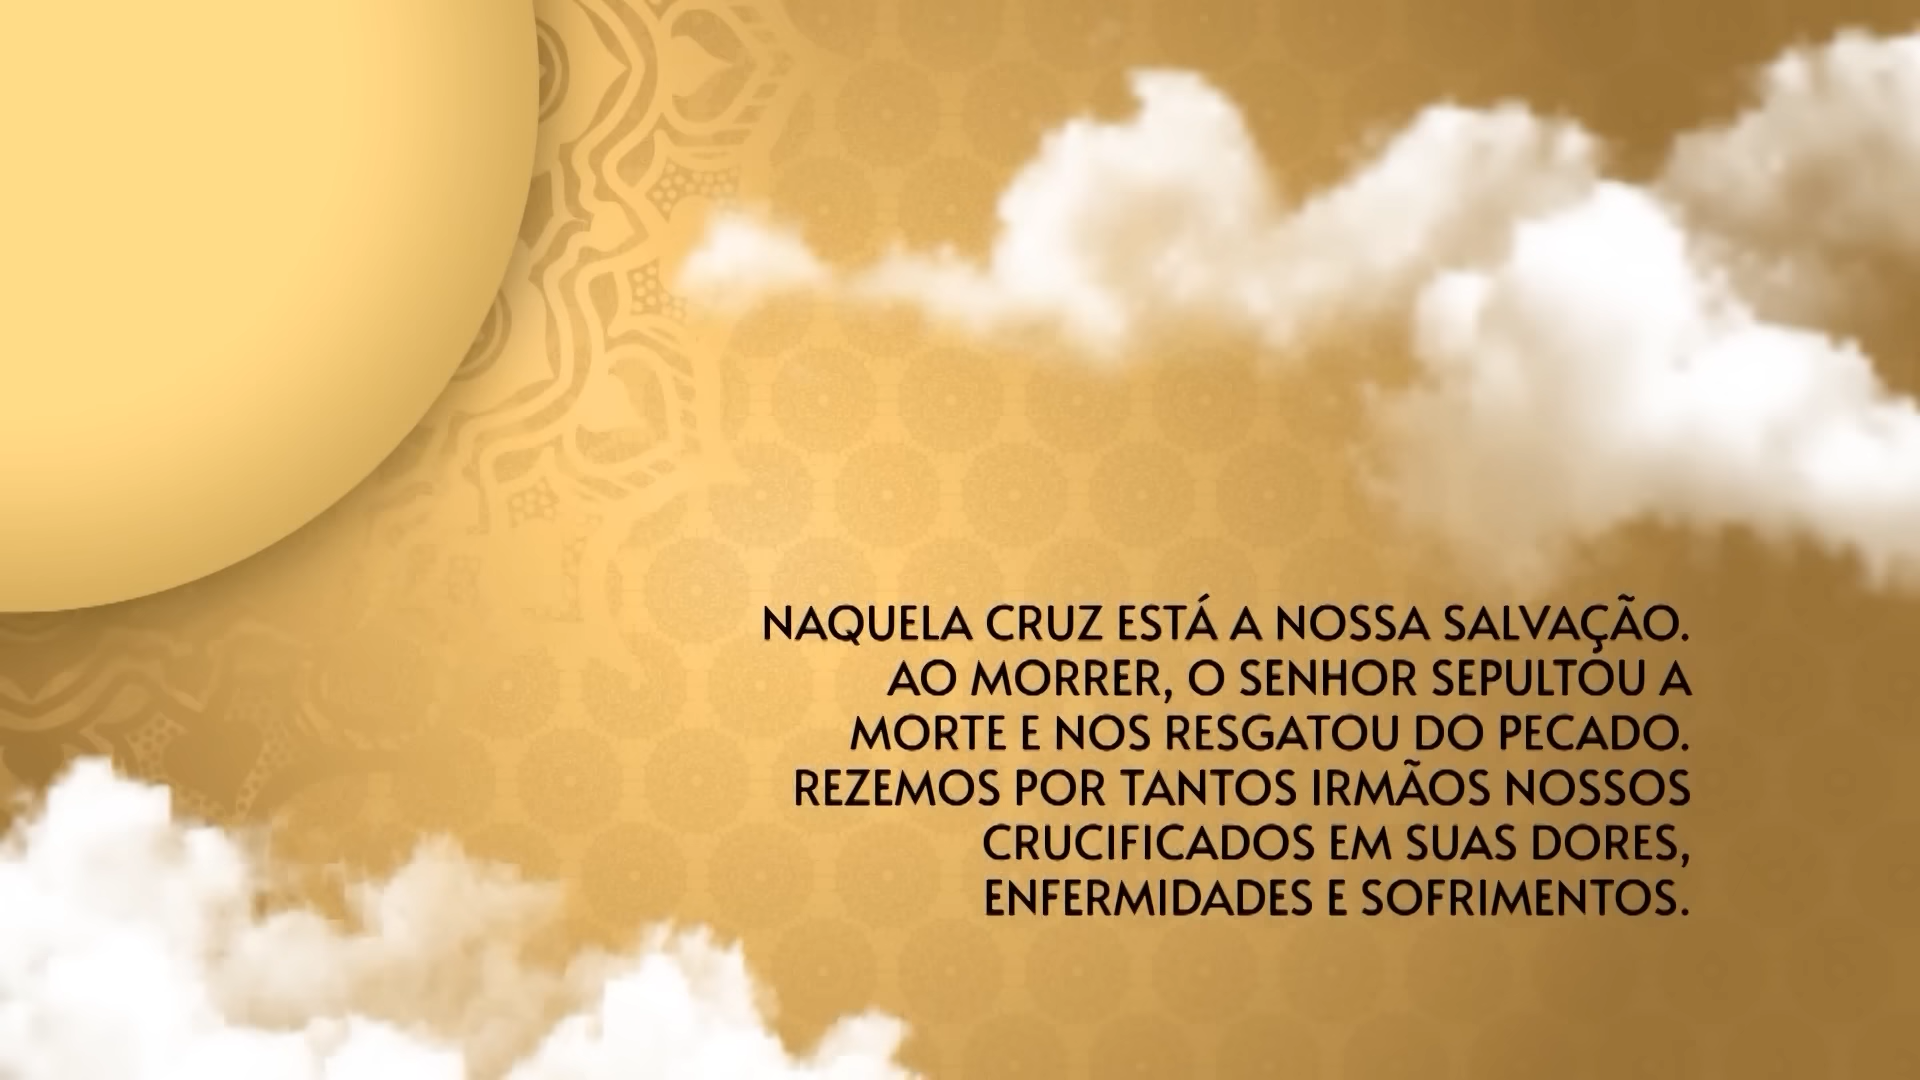 NAQUELA CRUZ ESTÁ A NOSSA SALVAÇÃO.
AO MORRER, O SENHOR SEPULTOU A
MORTE E NOS RESGATOU DO PECADO.
REZEMOS POR TANTOS IRMÃOS NOSSOS
CRUCIFICADOS EM SUAS DORES,
ENFERMIDADES E SOFRIMENTOS.